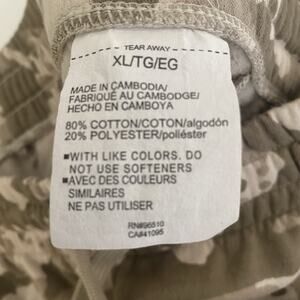 TEAR AWAY
XL/TG/EG
MADE IN CAMBODIA/
FABRIQUÉ AU CAMBODGE/
HECHO EN CAMBOYA
80% COTTON/COTON/algodón
20% POLYESTER/poliéster
■WITH LIKE COLORS. DO
NOT USE SOFTENERS
■AVEC DES COULEURS
SIMILAIRES
NE PAS UTILISER
RN#96510
CA#41095